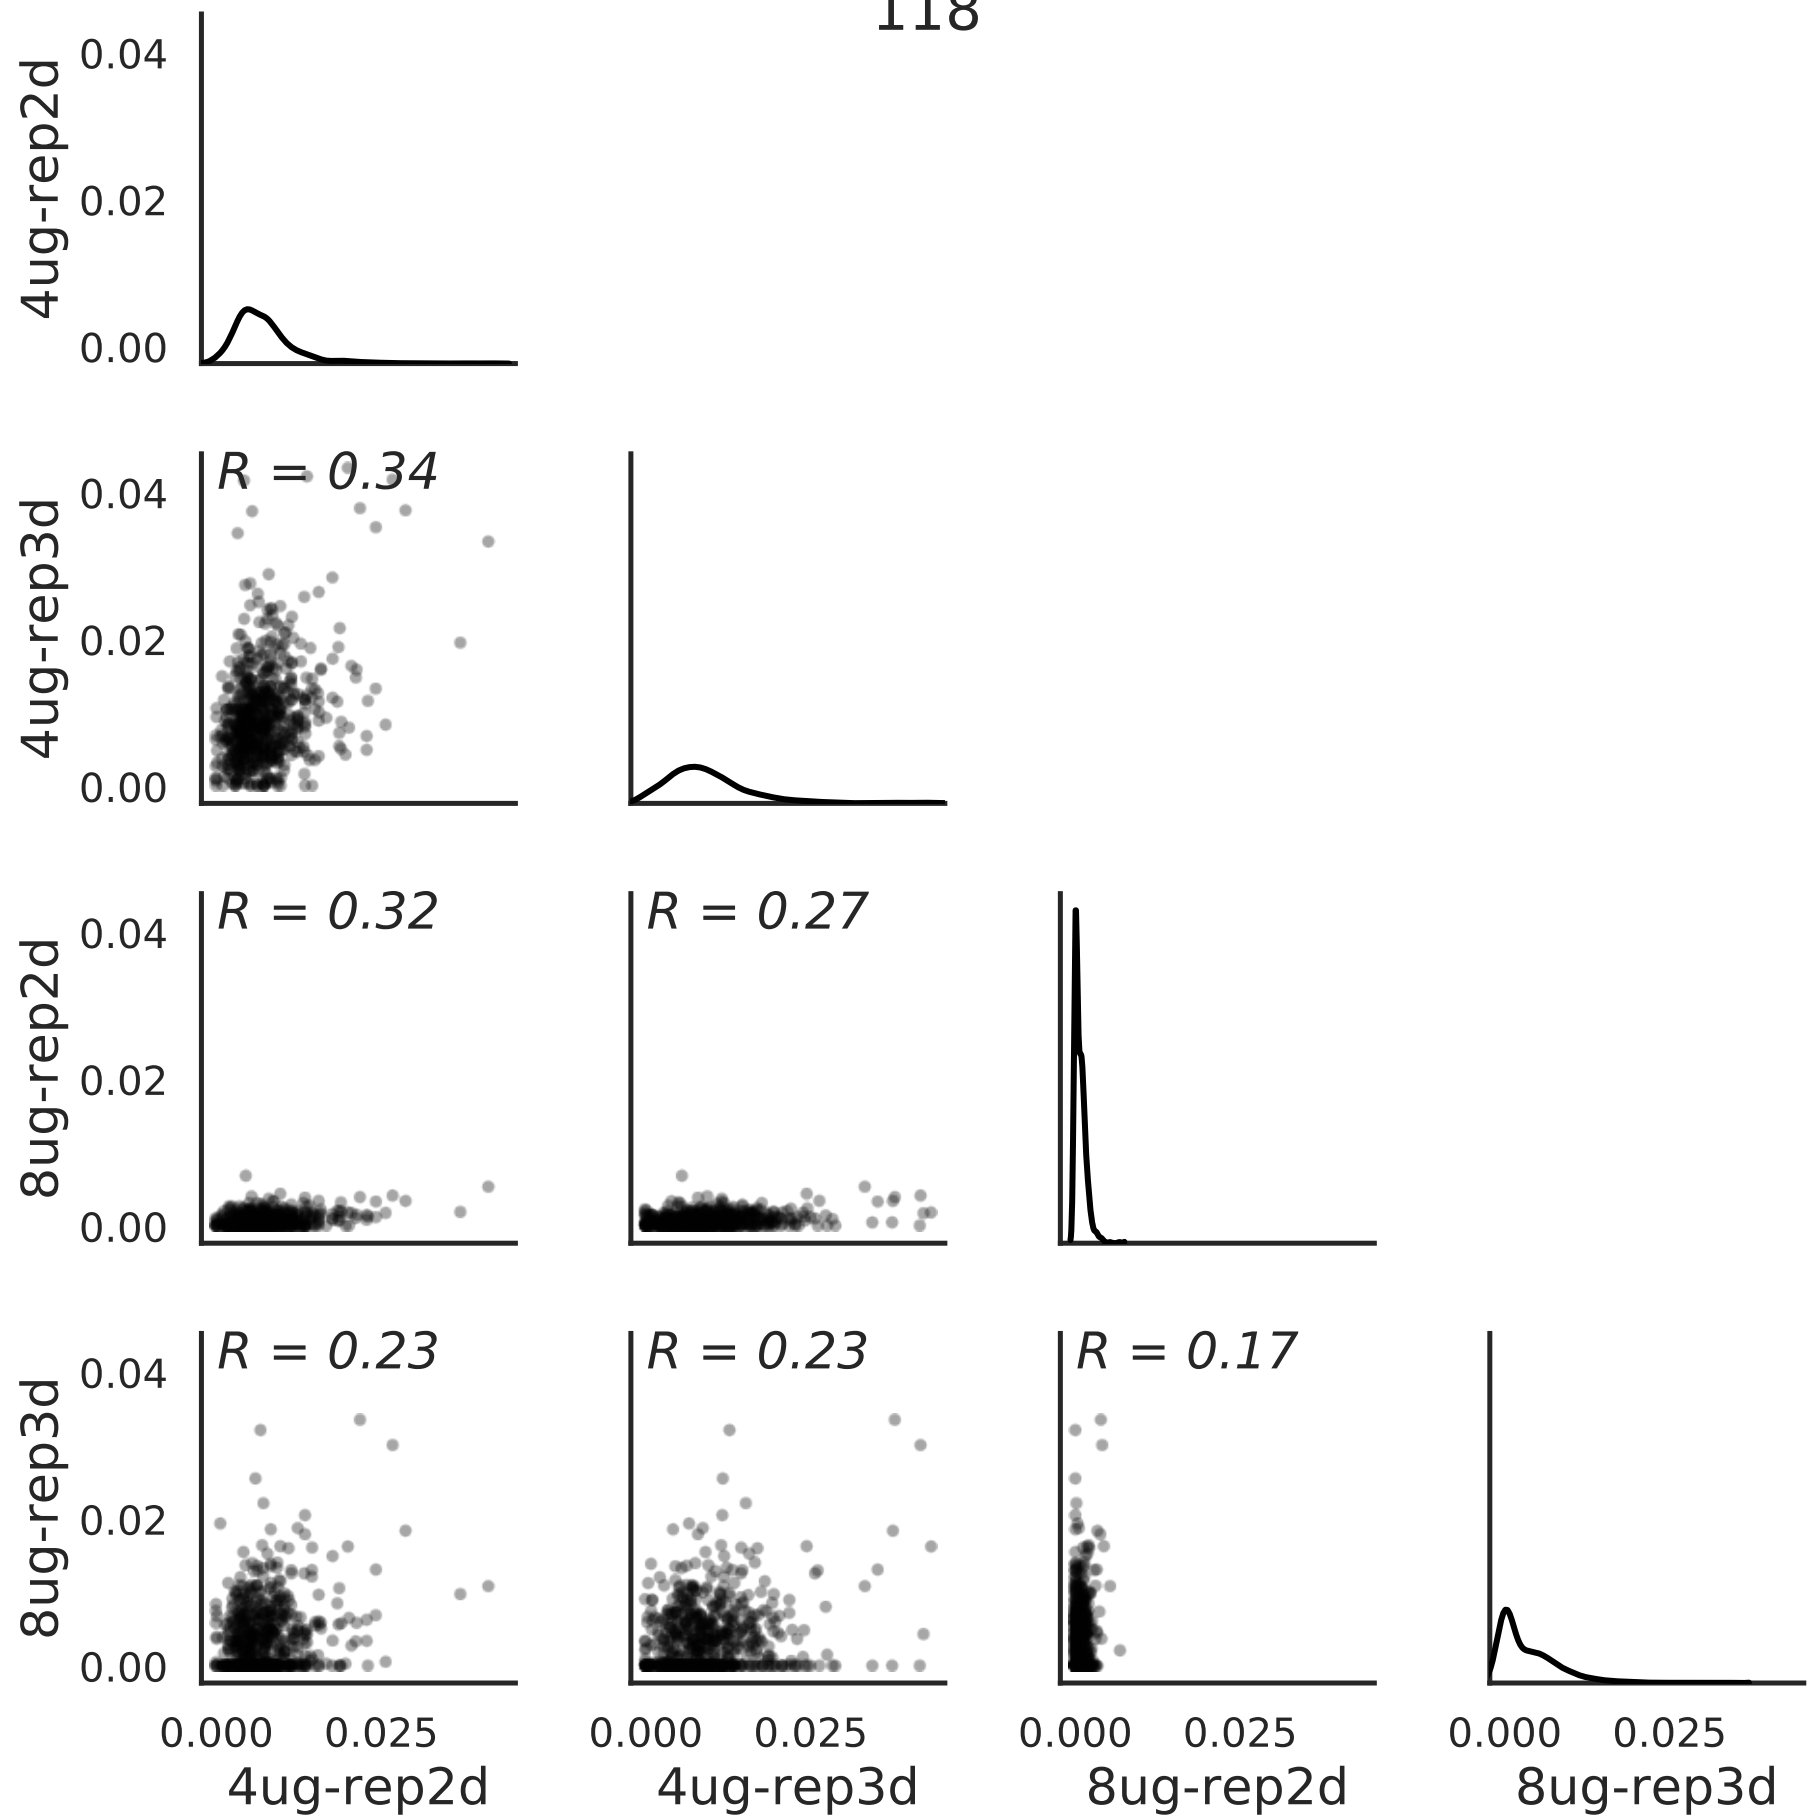 118
4ug-rep2d
0.04
0.02
0.00
4ug-rep3d
0.04
0.02
0.00
R = 0.34
8ug-rep2d
0.04
0.02
0.00
R = 0.32
R = 0.27
8ug-rep3d
0.04
0.02
0.00
R = 0.23
R = 0.23
R = 0.17
0.000 0.025
0.000 0.025
0.000 0.025
0.000 0.025
4ug-rep2d
4ug-rep3d
8ug-rep2d
8ug-rep3d